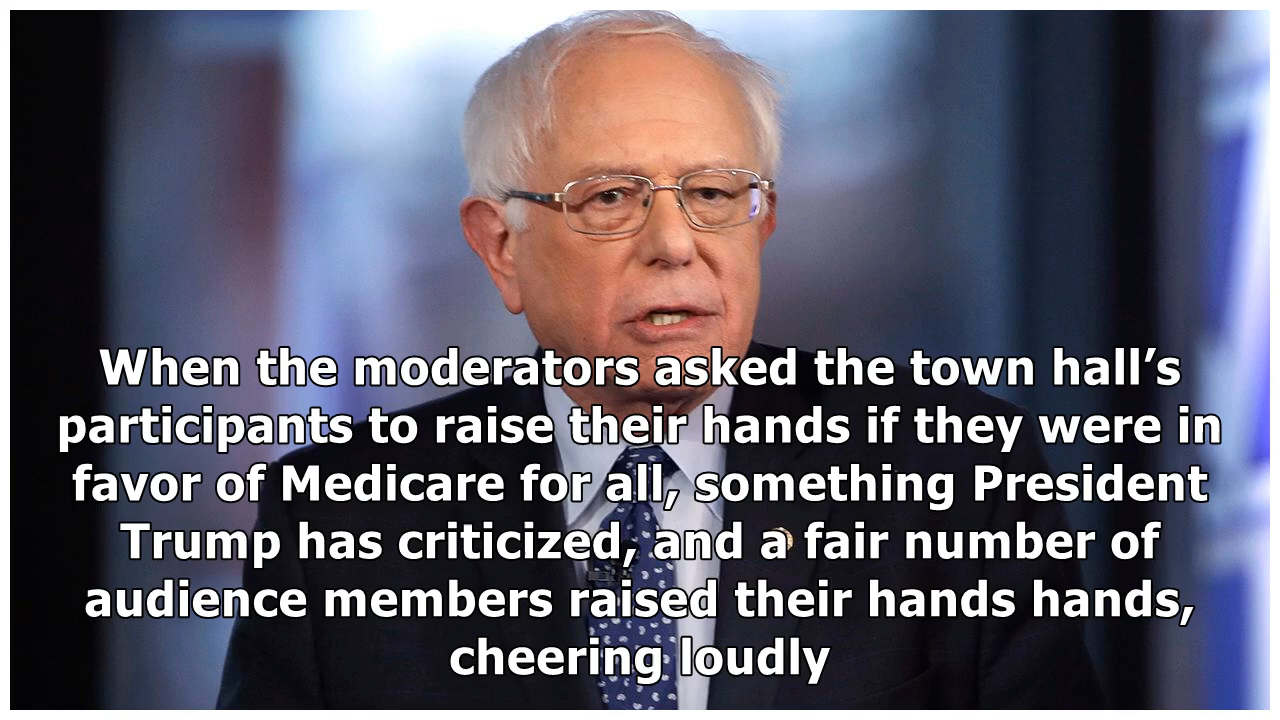 When the moderators asked the town hall’s
participants to raise their hands if they were in
favor of Medicare for all, something President
Trump has criticized, and a fair number of
audience members raised their hands hands,
cheering loudly